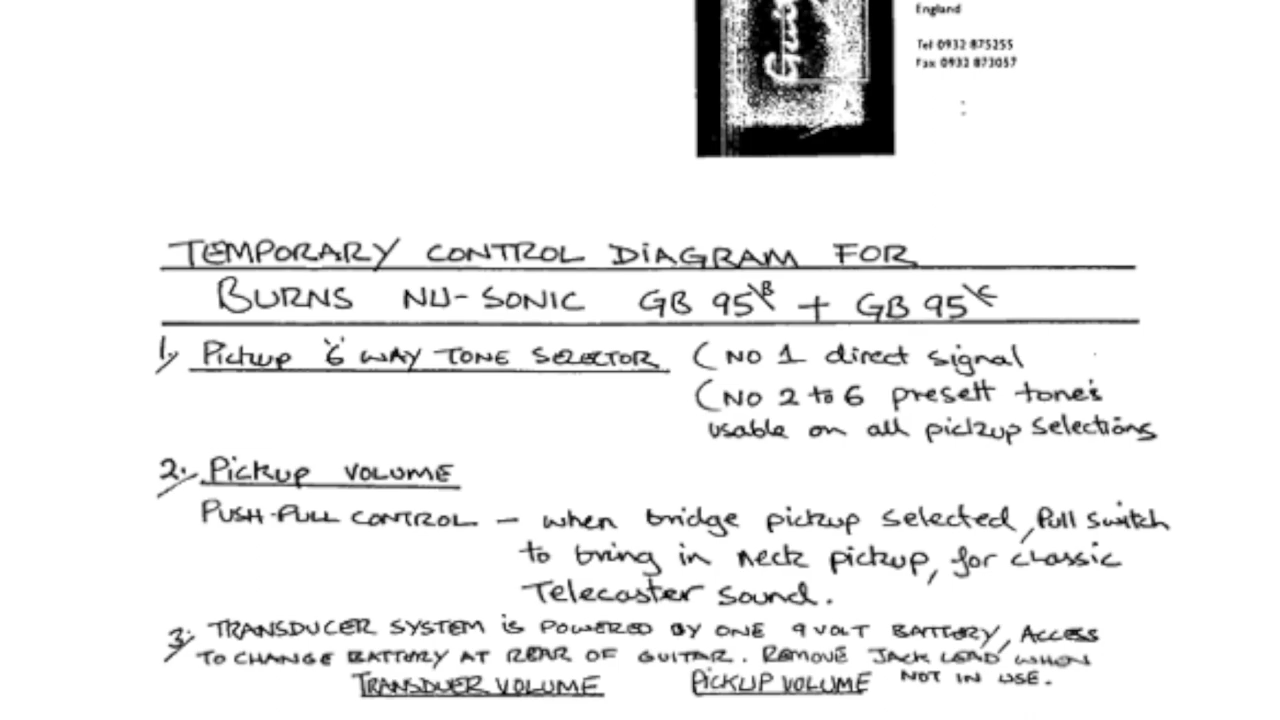 England
Tel 0932 875255
Fax 0932 873057
TEMPORARY CONTROL DIAGRAM FOR
BURNS NU-SONIC GB 95\B + GB 95\C
1, Pickup '6' WAY TONE SELECTOR (NO 1 direct signal
(NO 2 to 6 presett tone's
usable on all pickup selections
2. Pickup VOLUME
PUSH-PULL CONTROL – when bridge pickup selected, Pull switch
to bring in neck pickup, for classic
Telecaster sound.
3. TRANSDUCER SYSTEM is POWERED BY ONE 9 VOLT BATTERY, ACCESS
TO CHANGE BATTERY AT REAR OF GUITAR. REMOVE JACK LEAD WHEN
NOT IN USE.
TRANSDUER VOLUME PICKUP VOLUME